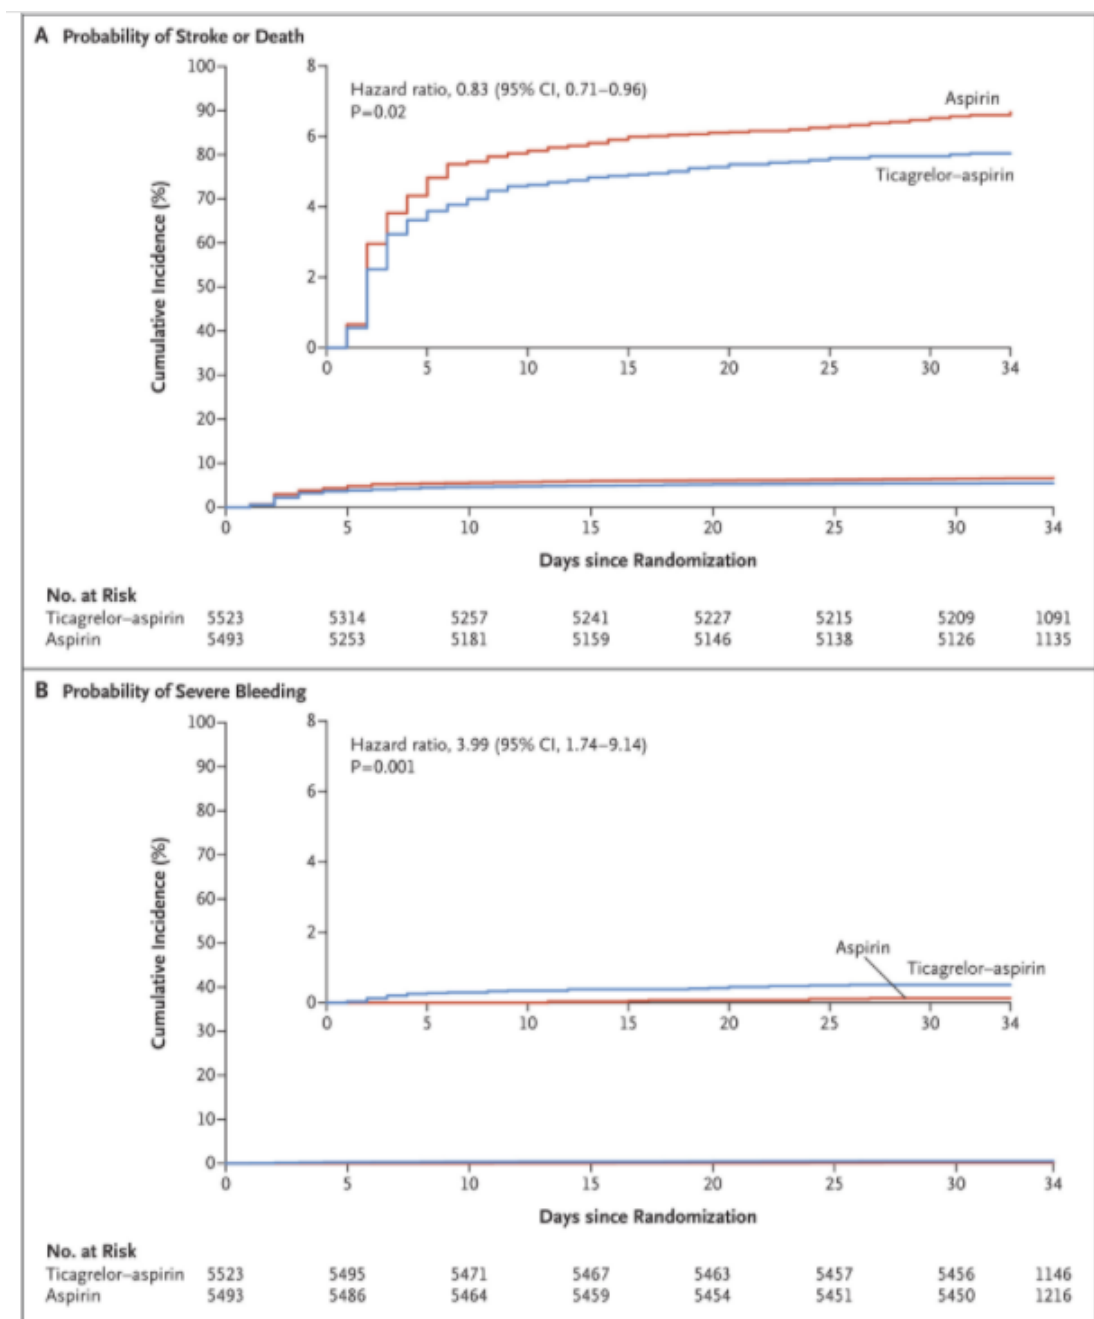 A Probability of Stroke or Death
100
90
80
70
60
50
40
30
20
10
0
Cumulative Incidence (%)
8
6
4
2
0
Hazard ratio, 0.83 (95% CI, 0.71–0.96)
P=0.02
Aspirin
Ticagrelor–aspirin
0 5 10 15 20 25 30 34
0 5 10 15 20 25 30 34
Days since Randomization
No. at Risk
Ticagrelor–aspirin 5523 5314 5257 5241 5227 5215 5209 1091
Aspirin 5493 5253 5181 5159 5146 5138 5126 1135
B Probability of Severe Bleeding
100
90
80
70
60
50
40
30
20
10
0
Cumulative Incidence (%)
8
6
4
2
0
Hazard ratio, 3.99 (95% CI, 1.74–9.14)
P=0.001
Aspirin
Ticagrelor–aspirin
0 5 10 15 20 25 30 34
0 5 10 15 20 25 30 34
Days since Randomization
No. at Risk
Ticagrelor–aspirin 5523 5495 5471 5467 5463 5457 5456 1146
Aspirin 5493 5486 5464 5459 5454 5451 5450 1216